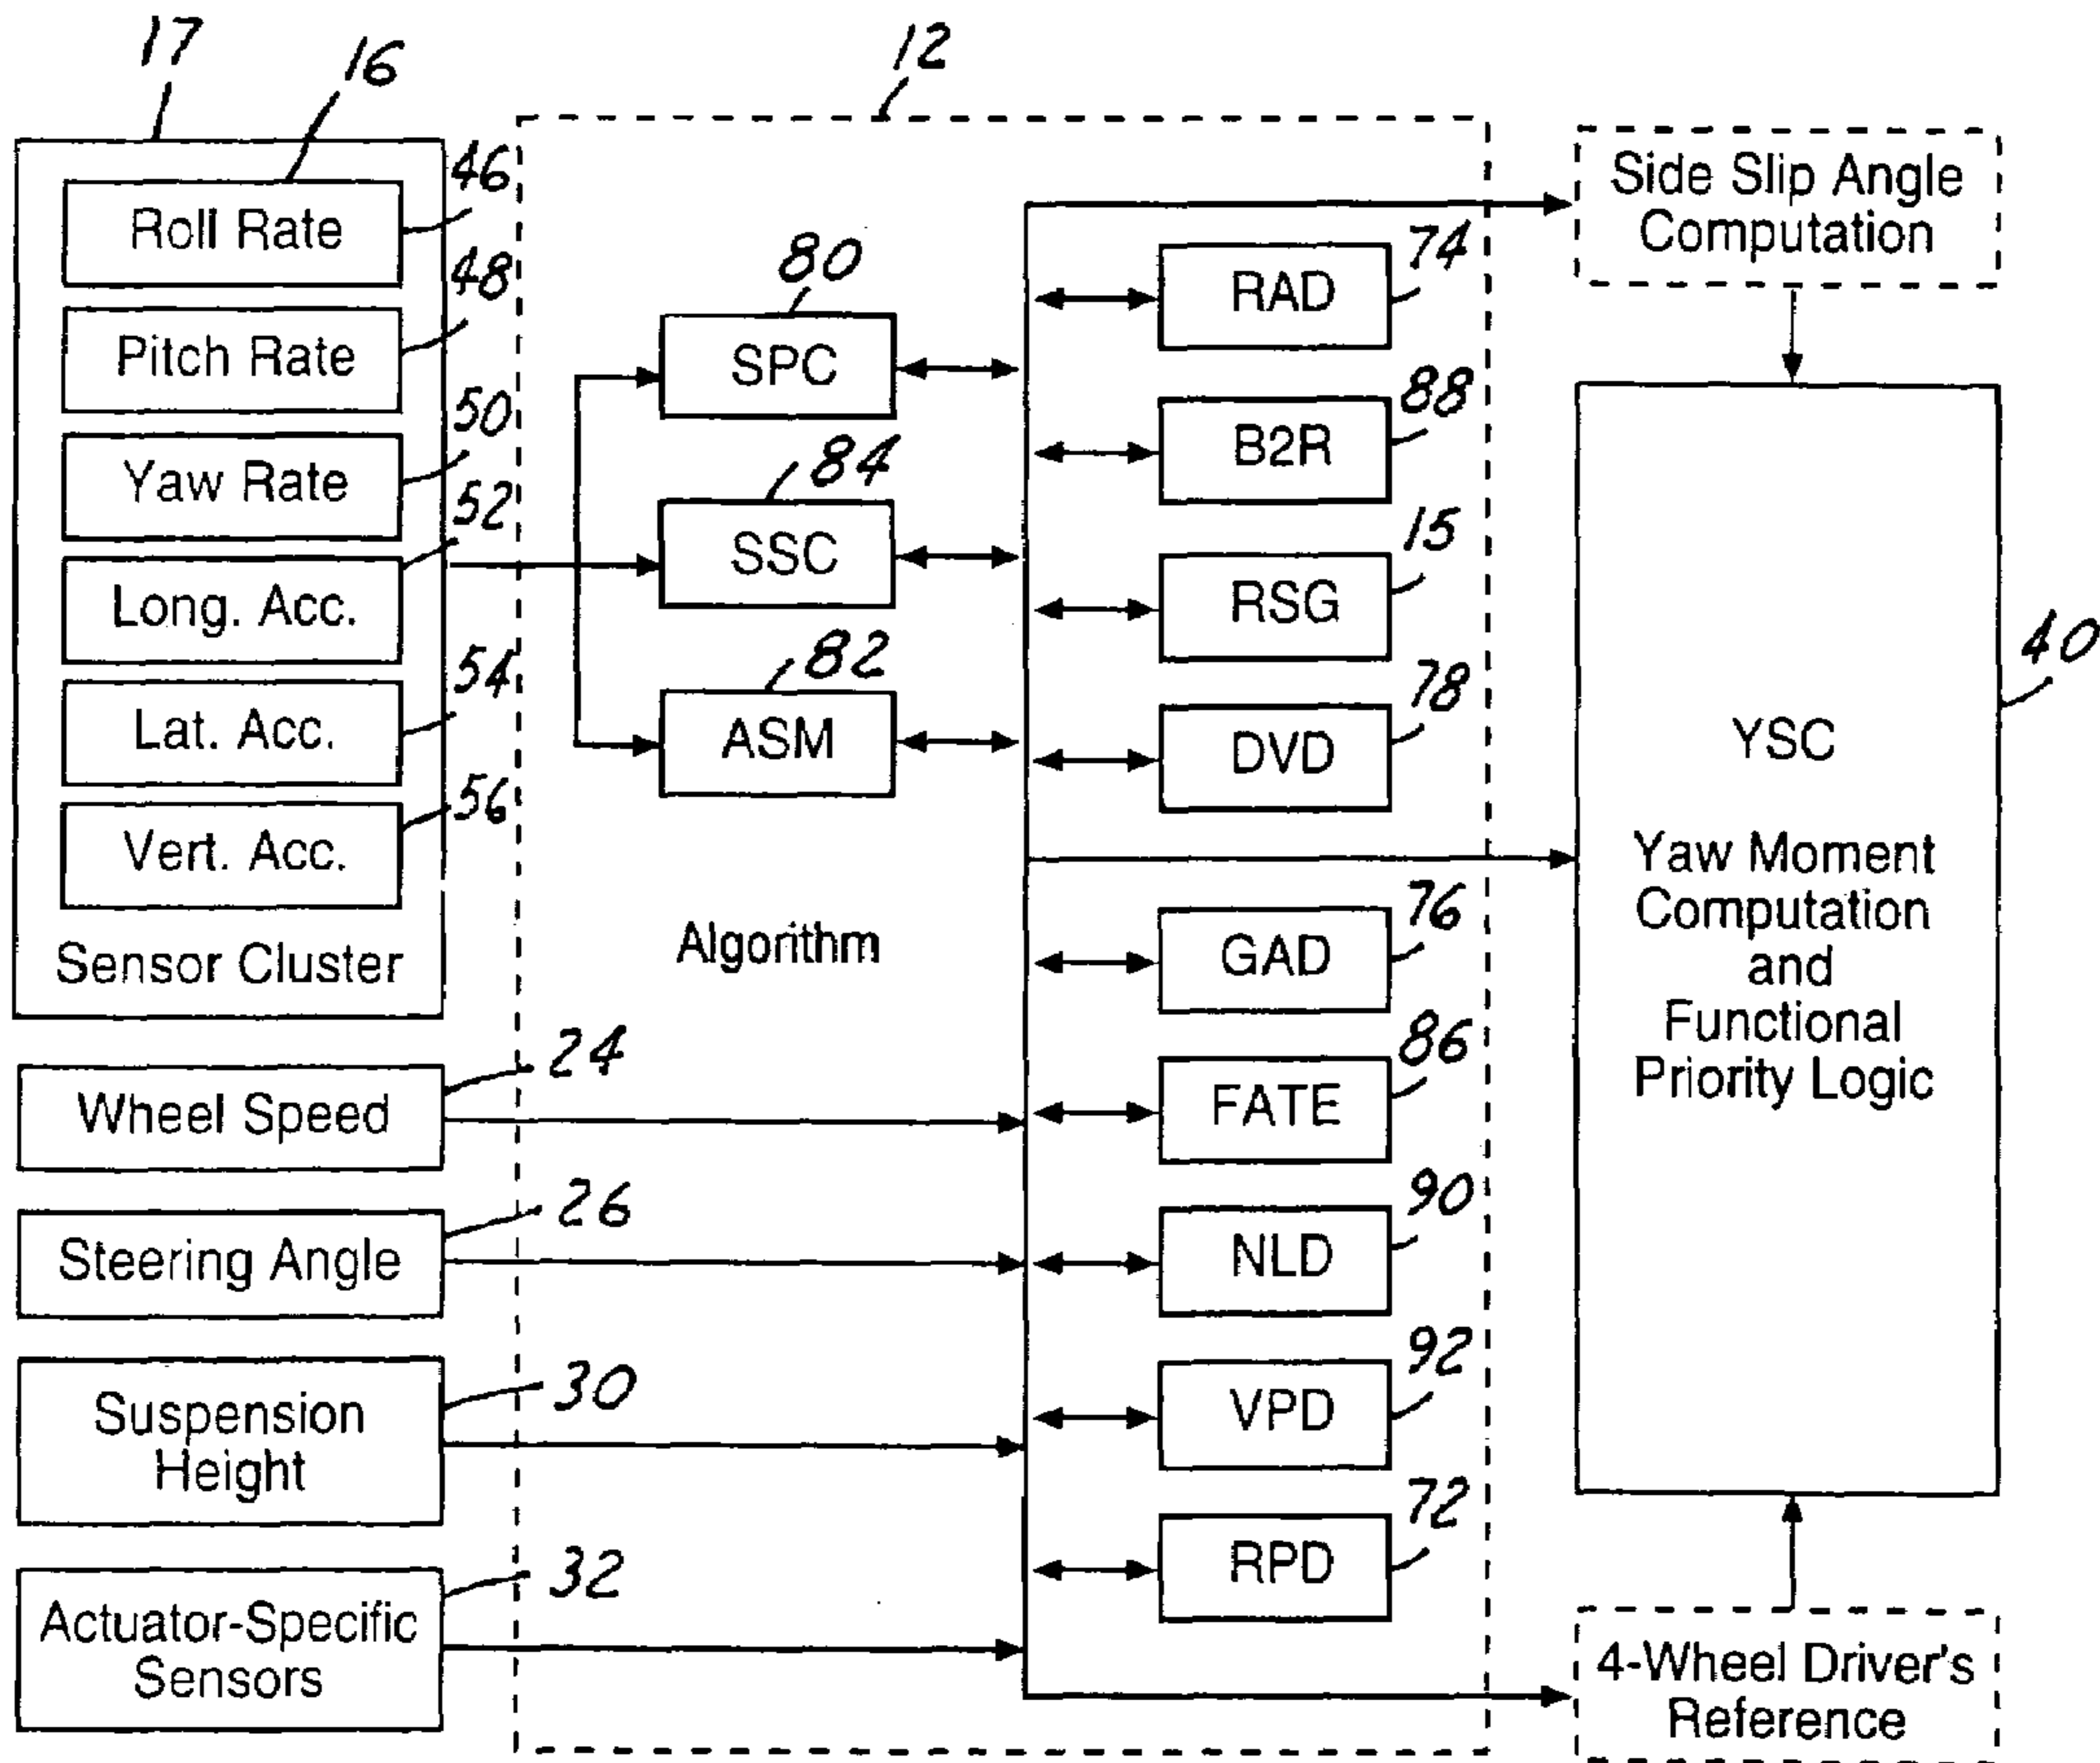 17
16
12
46
Roll Rate
48
Pitch Rate
50
Yaw Rate
52
Long. Acc.
54
Lat. Acc.
56
Vert. Acc.
Sensor Cluster
24
Wheel Speed
26
Steering Angle
30
Suspension
Height
32
Actuator-Specific
Sensors
80
SPC
84
SSC
82
ASM
Algorithm
74
RAD
88
B2R
15
RSG
78
DVD
76
GAD
86
FATE
90
NLD
92
VPD
72
RPD
Side Slip Angle
Computation
40
YSC
Yaw Moment
Computation
and
Functional
Priority Logic
4-Wheel Driver's
Reference